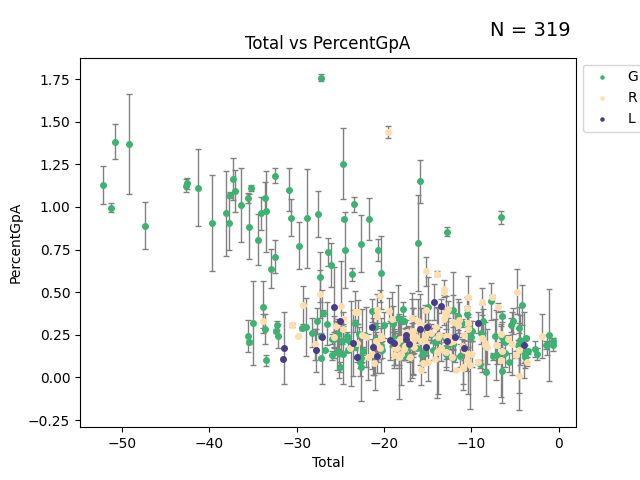 N = 319
Total vs PercentGpA
G
R
L
1.75
1.50
1.25
1.00
0.75
0.50
0.25
0.00
−0.25
PercentGpA
−50 −40 −30 −20 −10 0
Total